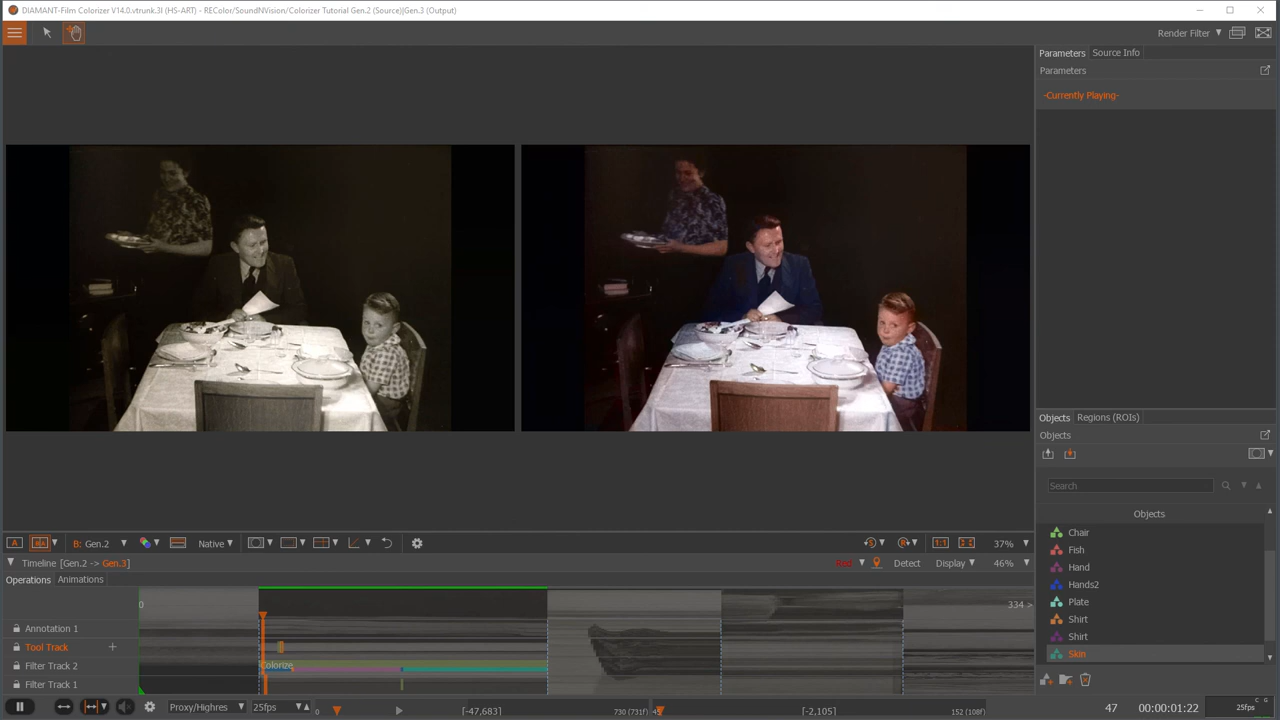 DIAMANT-Film Colorizer V14.0.vtrunk.3l (HS-ART) - REColor/SoundNVision/Colorizer Tutorial Gen.2 (Source)|Gen.3 (Output)
Render Filter
Parameters Source Info
Parameters
-Currently Playing-
Objects Regions (ROIs)
Objects
Search
Objects
Chair
Fish
Hand
Hands2
Plate
Shirt
Shirt
Skin
A B: Gen.2 Native 1:1 37%
Timeline [Gen.2 -> Gen.3] Red Detect Display 46%
Operations Animations
0 334 >
Annotation 1
Tool Track
Filter Track 2 Colorize
Filter Track 1
Proxy/Highres 25fps 0 [-47,683] 730 (731f) [-2,105] 152 (108f) 47 00:00:01:22 25fps
C G